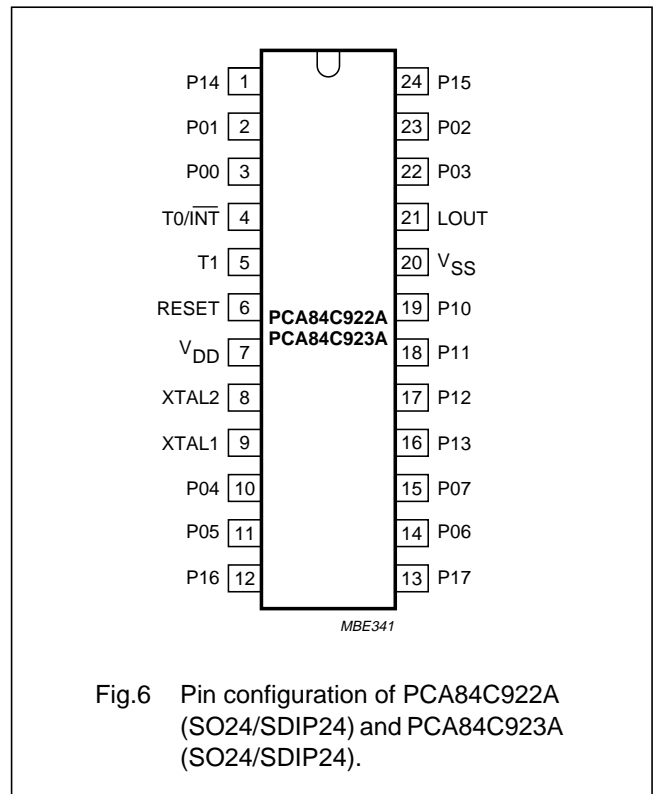 P14 1 24 P15
P01 2 23 P02
P00 3 22 P03
T0/INT 4 21 LOUT
T1 5 20 VSS
RESET 6 19 P10
PCA84C922A
PCA84C923A
VDD 7 18 P11
XTAL2 8 17 P12
XTAL1 9 16 P13
P04 10 15 P07
P05 11 14 P06
P16 12 13 P17
MBE341
Fig.6 Pin configuration of PCA84C922A
(SO24/SDIP24) and PCA84C923A
(SO24/SDIP24).